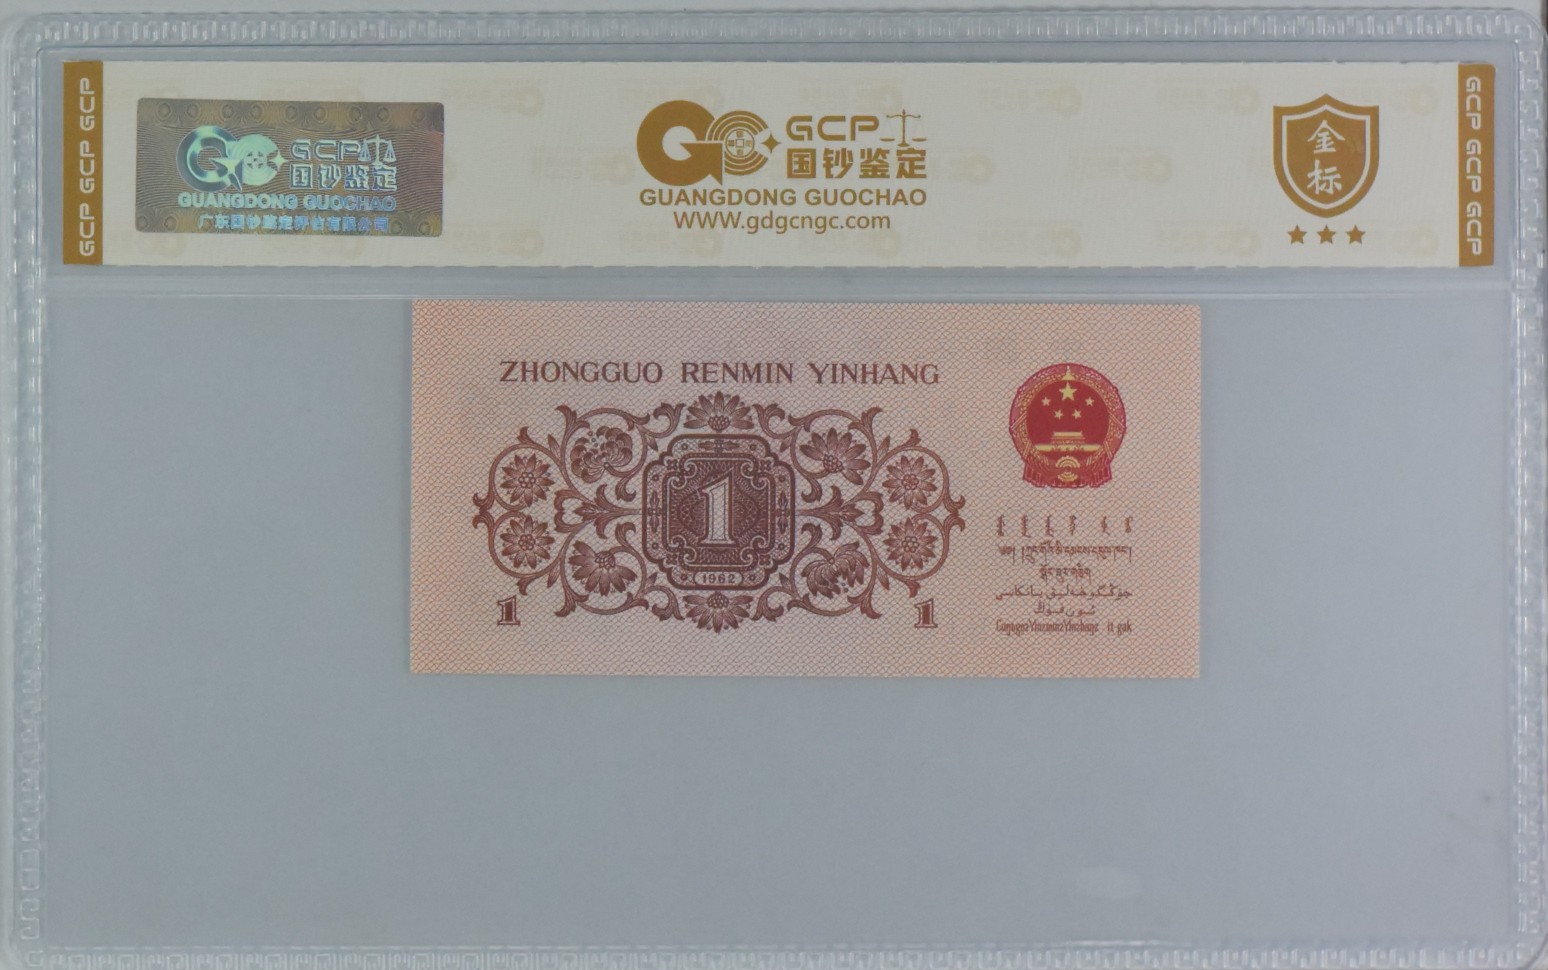 GCP GCP GCP
GCP
国钞鉴定
GUANGDONG GUOCHAO
广东国钞鉴定评估有限公司
GCP
国钞鉴定
GUANGDONG GUOCHAO
WWW.gdgcngc.com
金
标
GCP GCP GCP
ZHONGGUO RENMIN YINHANG
1
1962
1
1